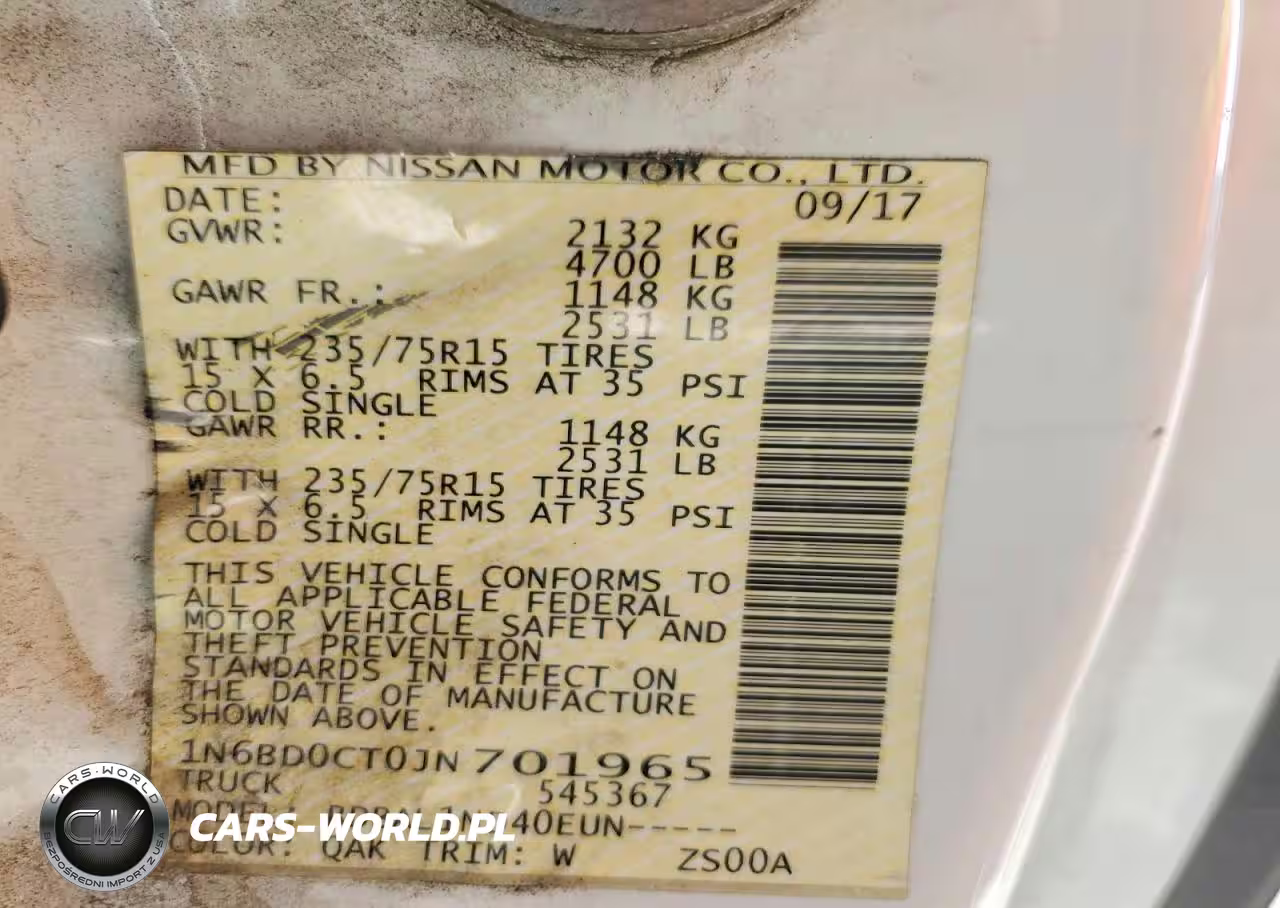 MFD BY NISSAN MOTOR CO., LTD.
DATE: 09/17
GVWR: 2132 KG
4700 LB
GAWR FR.: 1148 KG
2531 LB
WITH 235/75R15 TIRES
15 X 6.5 RIMS AT 35 PSI
COLD SINGLE
GAWR RR.: 1148 KG
2531 LB
WITH 235/75R15 TIRES
15 X 6.5 RIMS AT 35 PSI
COLD SINGLE
THIS VEHICLE CONFORMS TO
ALL APPLICABLE FEDERAL
MOTOR VEHICLE SAFETY AND
THEFT PREVENTION
STANDARDS IN EFFECT ON
THE DATE OF MANUFACTURE
SHOWN ABOVE.
1N6BD0CT0JN701965
TRUCK 545367
MODEL: 40EUN-----
COLOR: QAK TRIM: W ZS00A
CARS-WORLD
CW
BEZPOŚREDNI IMPORT Z USA
CARS-WORLD.PL